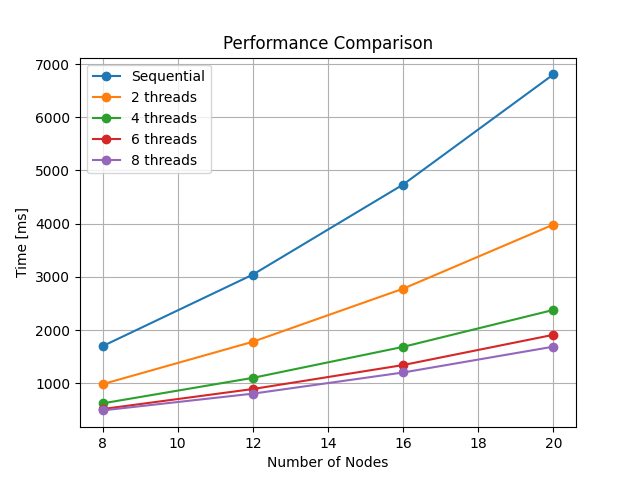 Performance Comparison
Sequential
2 threads
4 threads
6 threads
8 threads
Time [ms]
7000
6000
5000
4000
3000
2000
1000
8 10 12 14 16 18 20
Number of Nodes